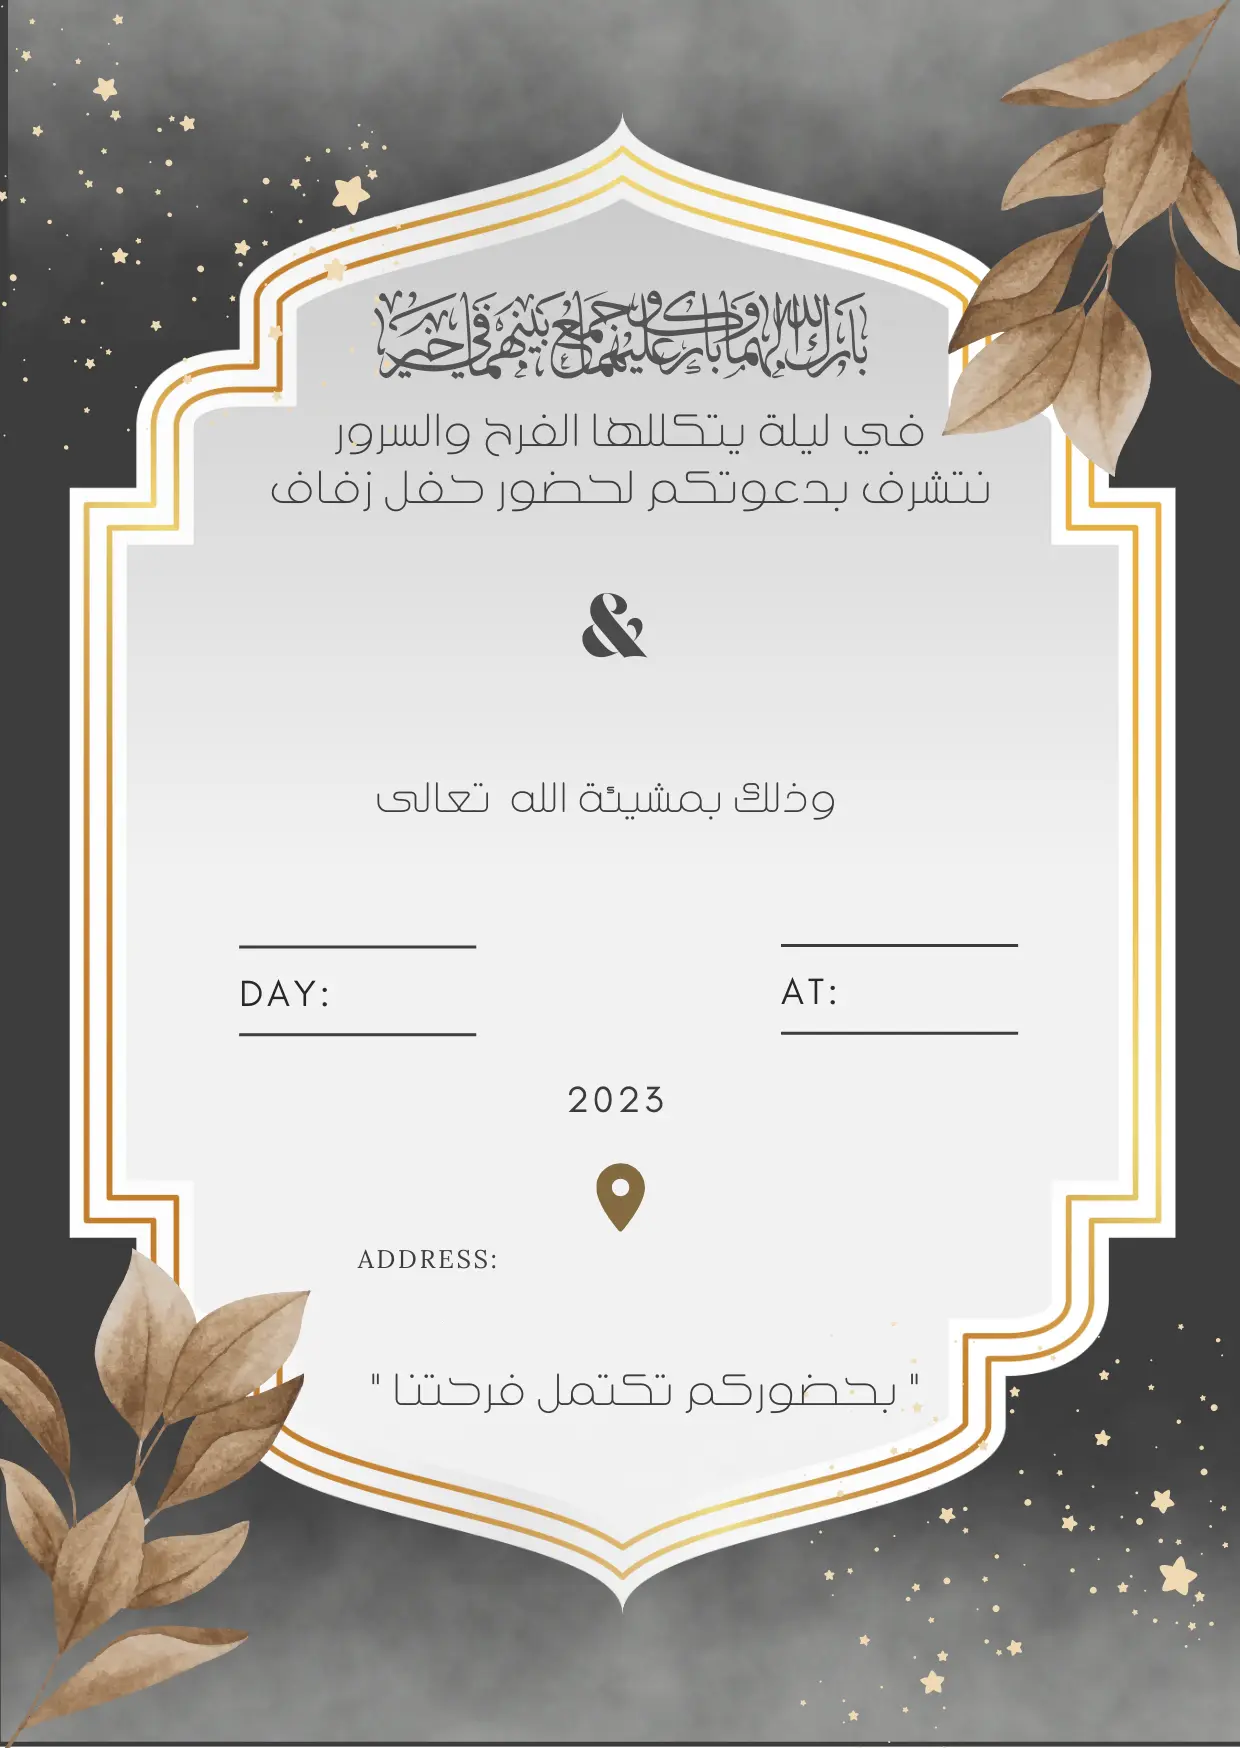 بارك الله لهما وبارك عليهما وجمع بينهما في خير
في ليلة يتكللها الفرح والسرور
نتشرف بدعوتكم لحضور حفل زفاف
&
وذلك بمشيئة الله تعالى
DAY:
AT:
2023
ADDRESS:
" بحضوركم تكتمل فرحتنا "